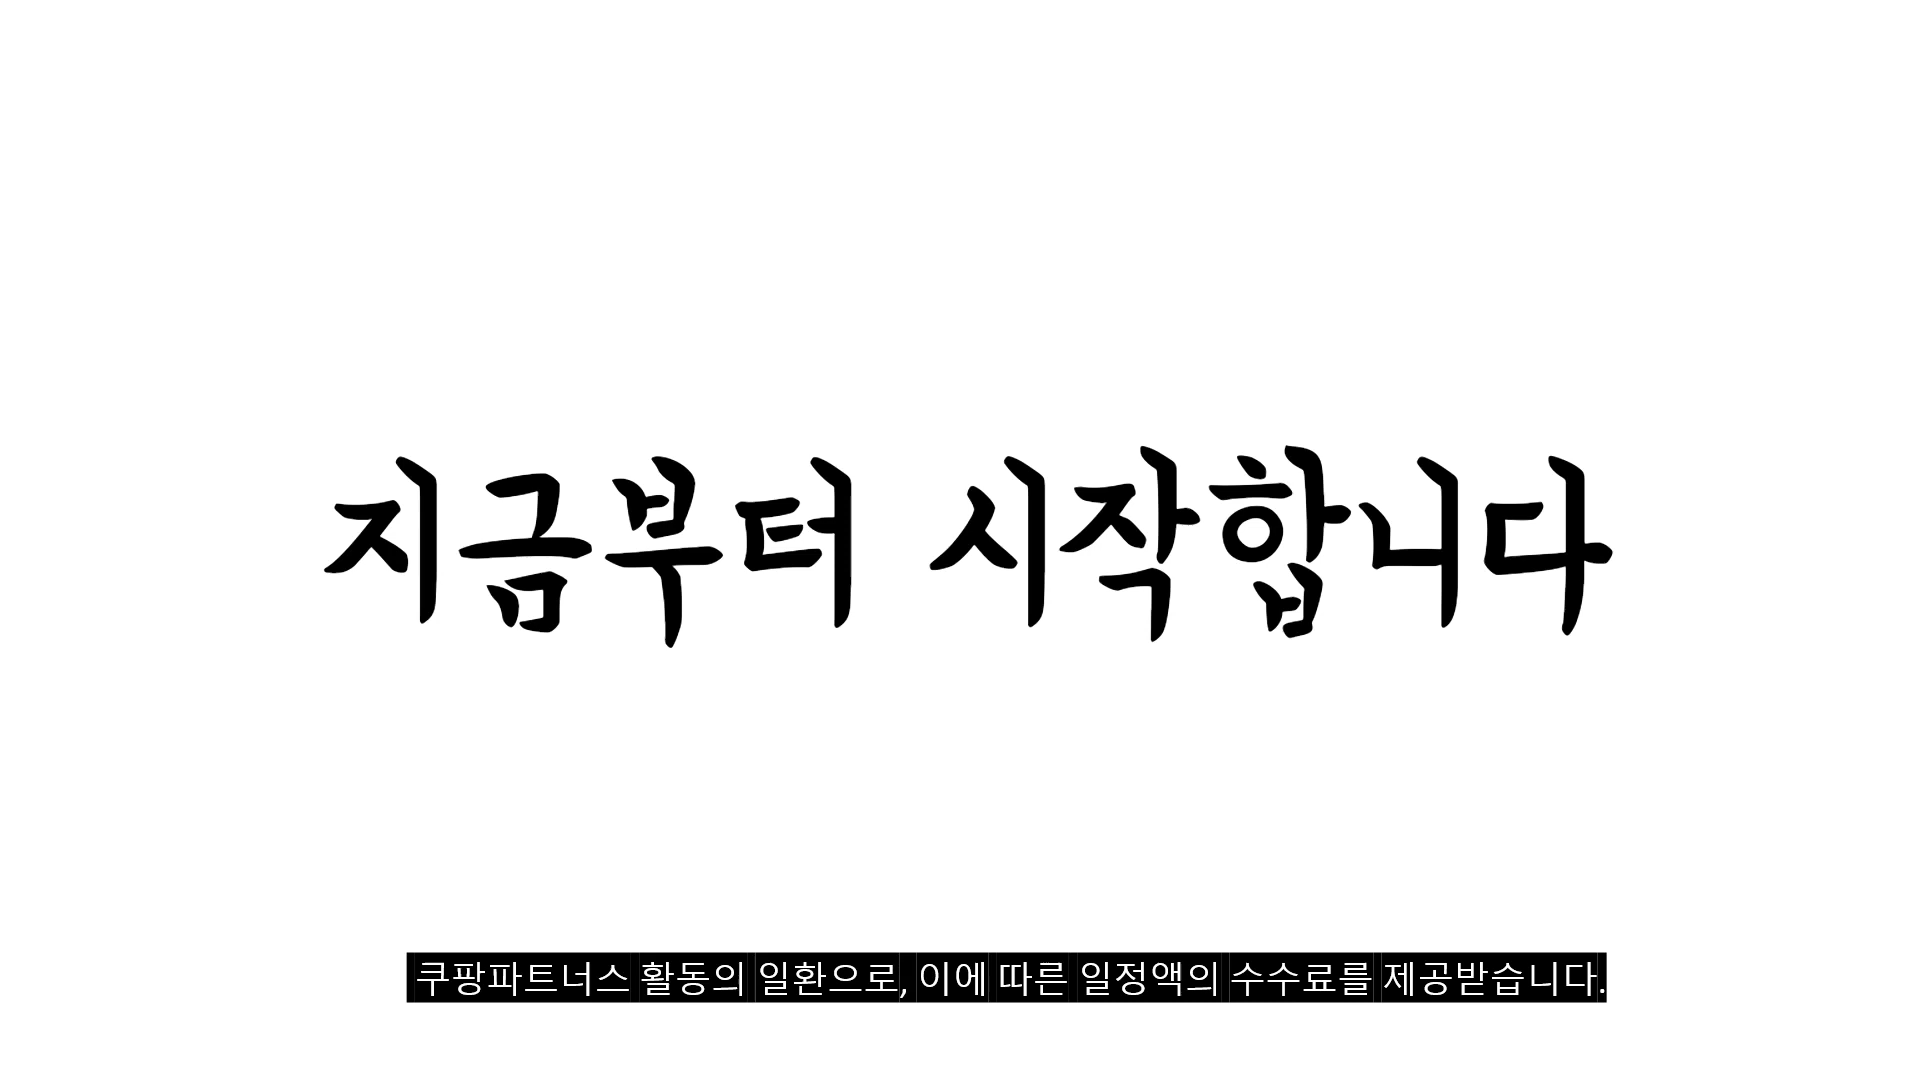 지금부터 시작합니다
쿠팡파트너스 활동의 일환으로, 이에 따른 일정액의 수수료를 제공받습니다.